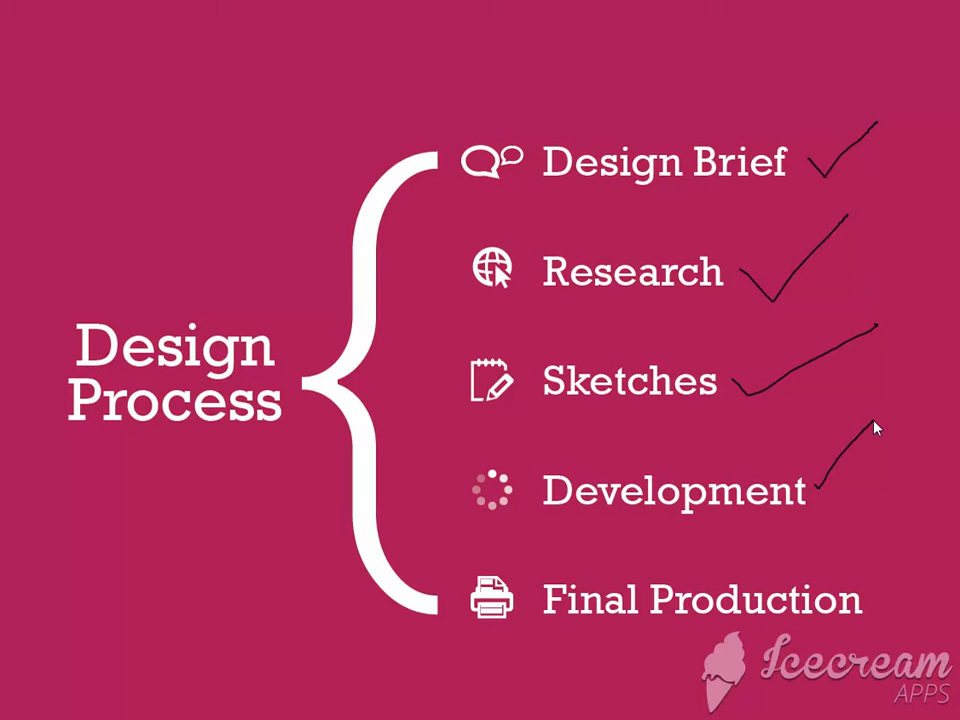 Design Brief
Research
Design
Process
Sketches
Development
Final Production
Icecream
APPS